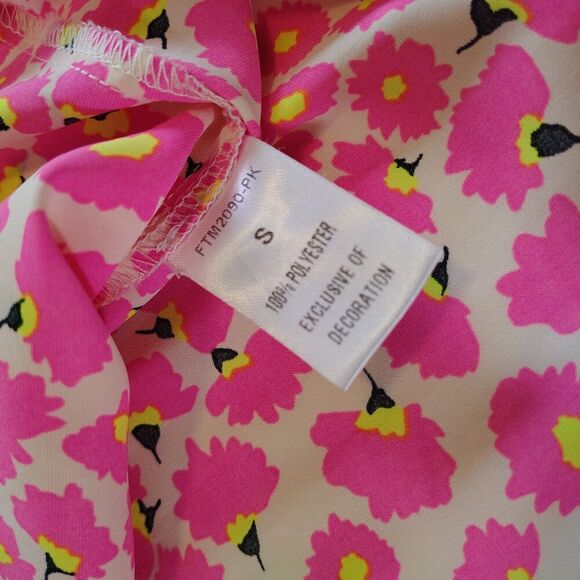 FTM2090-PK
S
100% POLYESTER
EXCLUSIVE OF
DECORATION